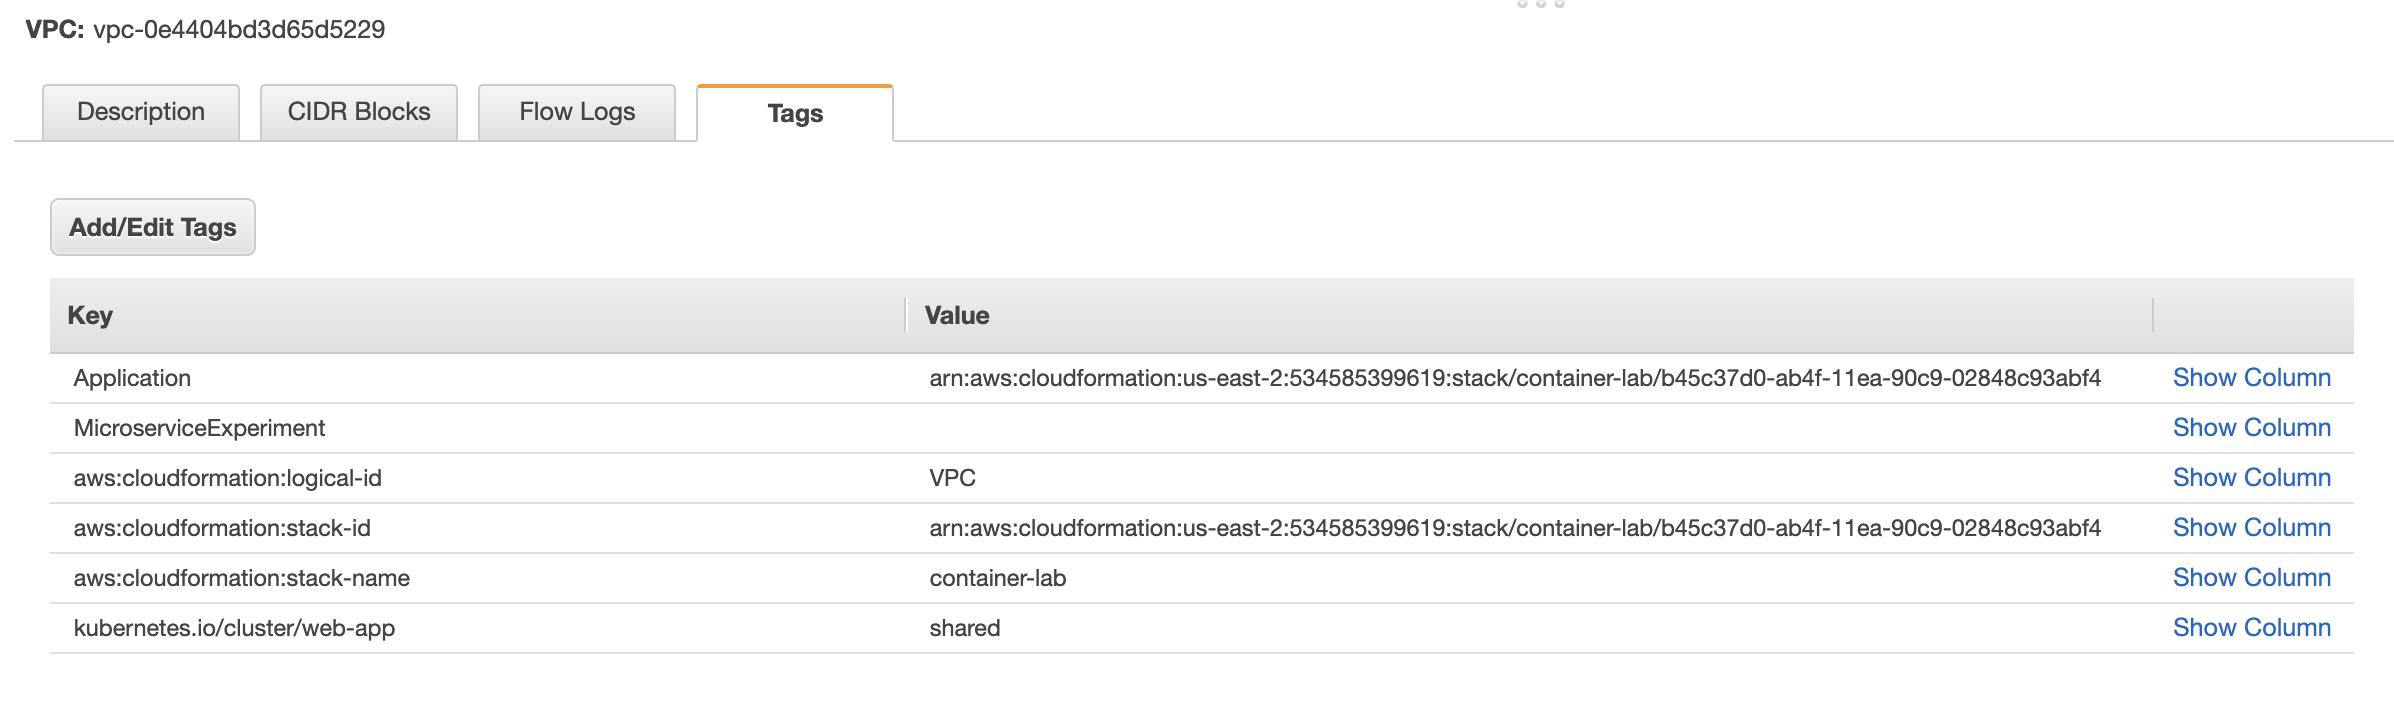 VPC: vpc-0e4404bd3d65d5229
Description CIDR Blocks Flow Logs Tags
Add/Edit Tags
Key Value
Application arn:aws:cloudformation:us-east-2:534585399619:stack/container-lab/b45c37d0-ab4f-11ea-90c9-02848c93abf4 Show Column
MicroserviceExperiment Show Column
aws:cloudformation:logical-id VPC Show Column
aws:cloudformation:stack-id arn:aws:cloudformation:us-east-2:534585399619:stack/container-lab/b45c37d0-ab4f-11ea-90c9-02848c93abf4 Show Column
aws:cloudformation:stack-name container-lab Show Column
kubernetes.io/cluster/web-app shared Show Column